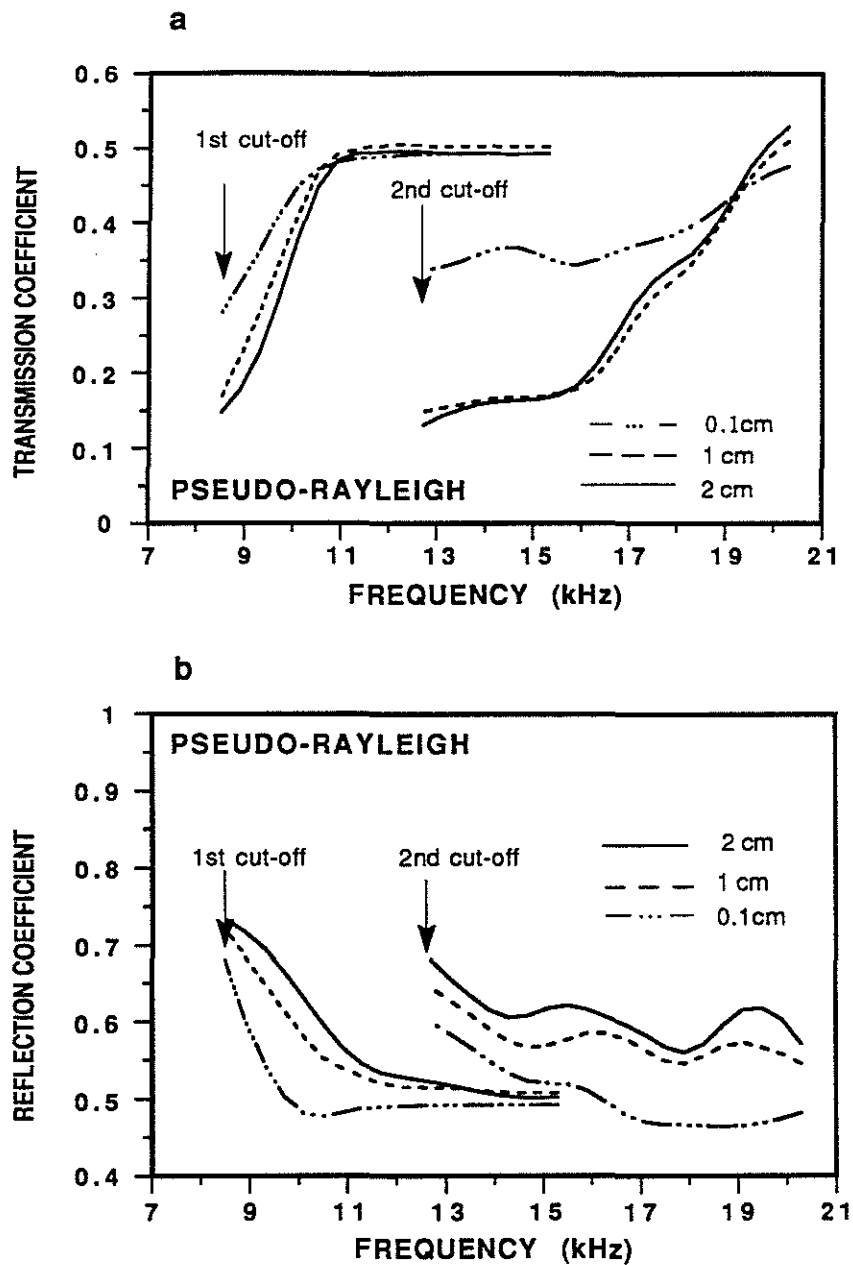 a
0.6
0.5
0.4
0.3
0.2
0.1
0
TRANSMISSION COEFFICIENT
1st cut-off
2nd cut-off
0.1cm
1 cm
2 cm
PSEUDO-RAYLEIGH
7 9 11 13 15 17 19 21
FREQUENCY (kHz)
b
1
0.9
0.8
0.7
0.6
0.5
0.4
REFLECTION COEFFICIENT
PSEUDO-RAYLEIGH
1st cut-off
2nd cut-off
2 cm
1 cm
0.1cm
7 9 11 13 15 17 19 21
FREQUENCY (kHz)